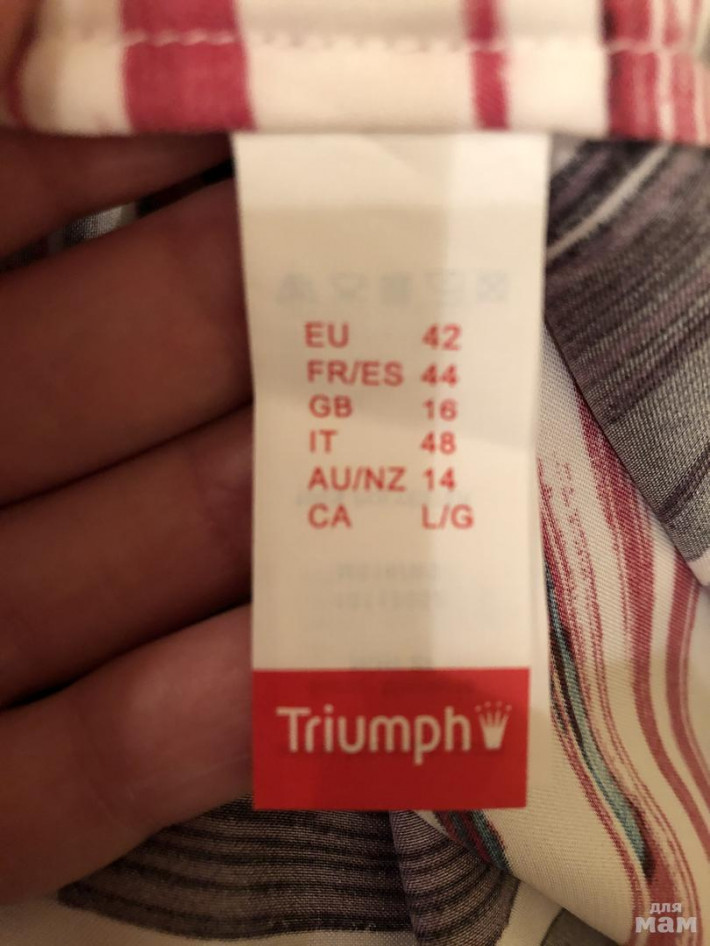 EU 42
FR/ES 44
GB 16
IT 48
AU/NZ 14
CA L/G
Triumph
для
мам